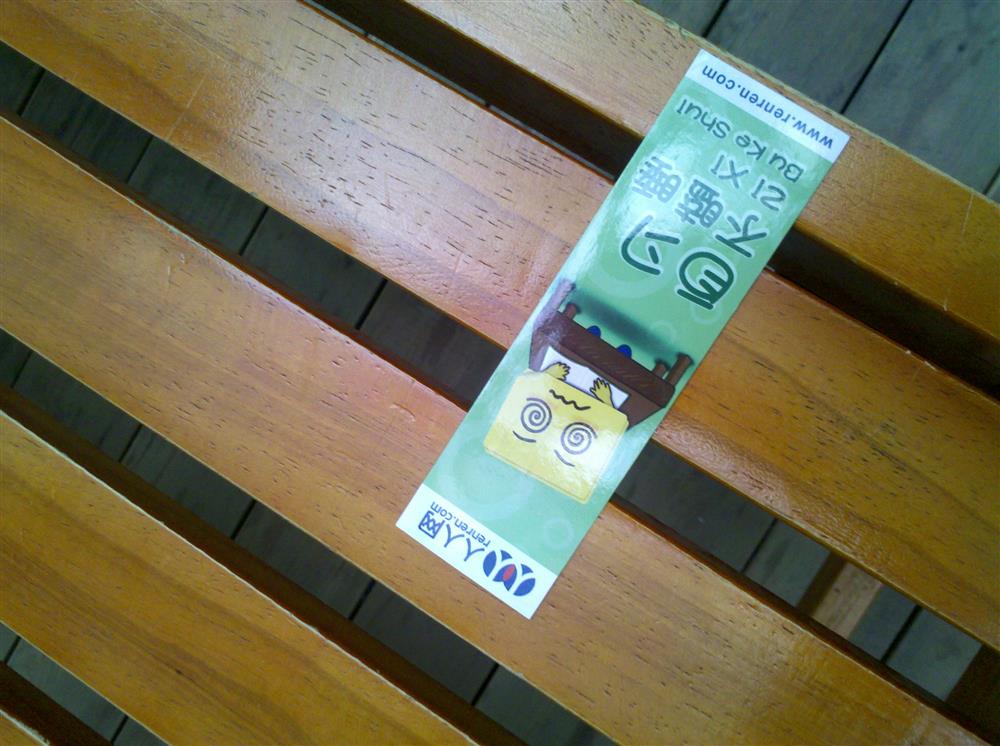 人人网
renren.com
自习
不瞌睡
Zi Xi
Bu Ke Shui
www.renren.com